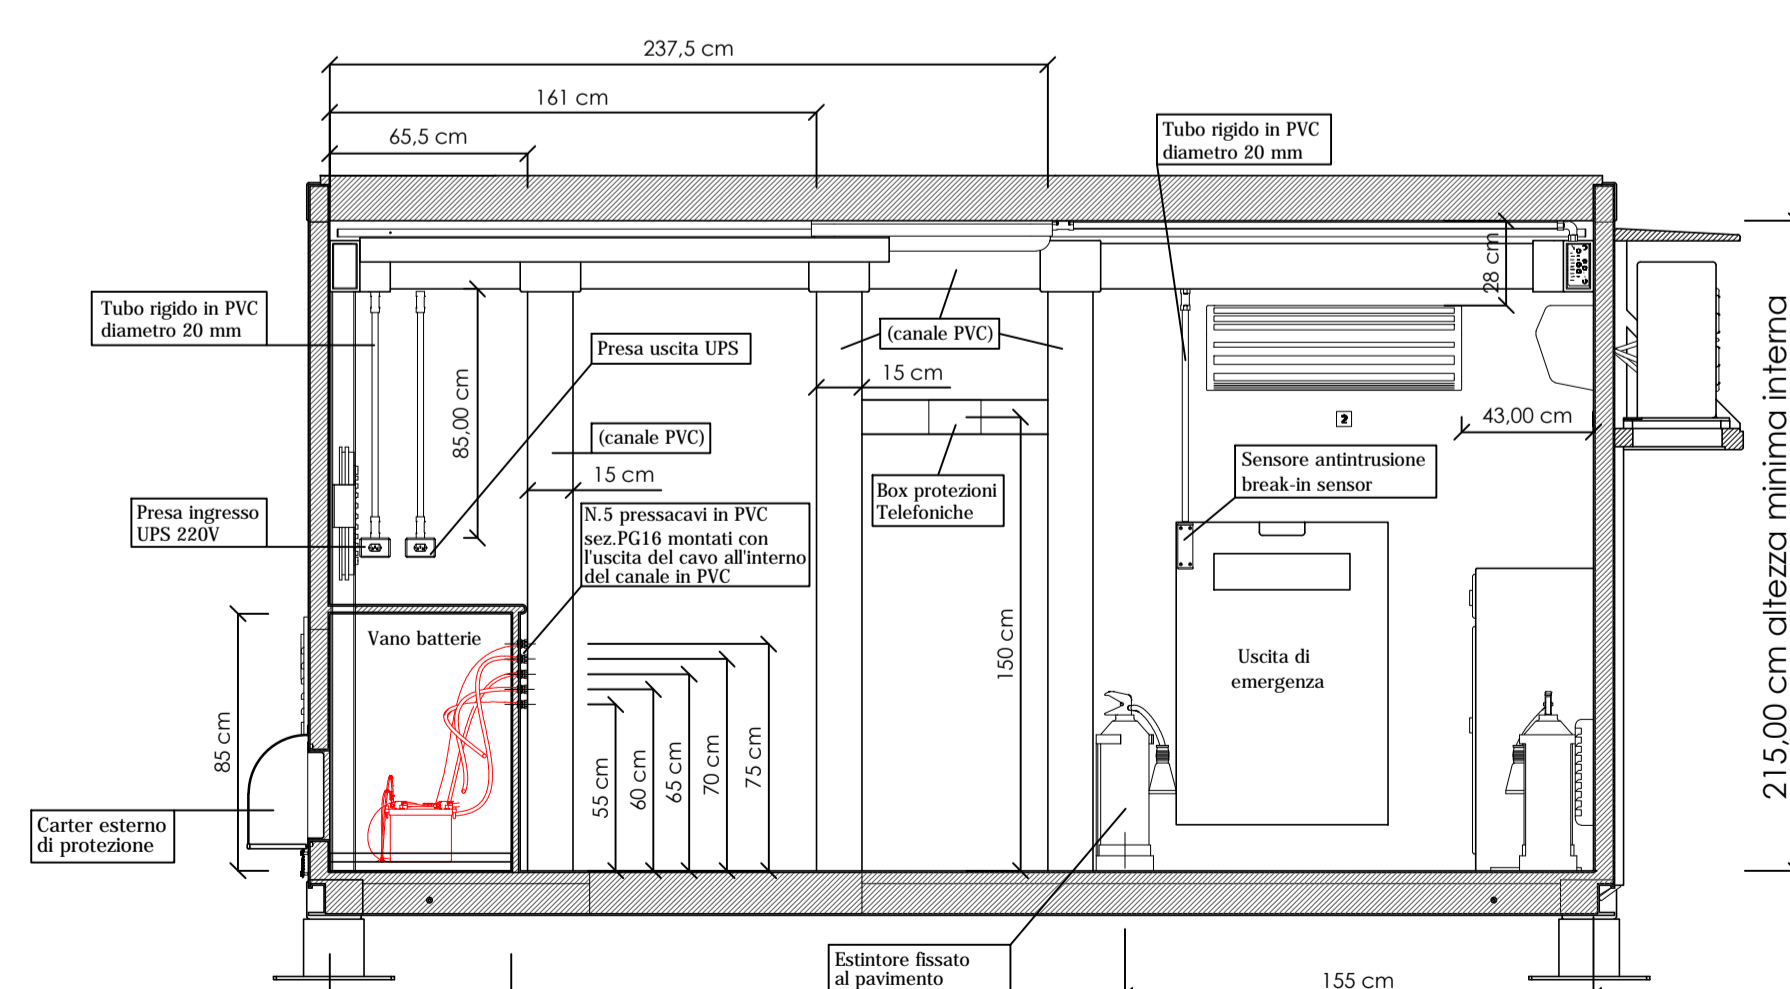 237,5 cm
161 cm
65,5 cm
Tubo rigido in PVC
diametro 20 mm
28 cm
Tubo rigido in PVC
diametro 20 mm
Presa uscita UPS
(canale PVC)
15 cm
85,00 cm
(canale PVC)
15 cm
2
43,00 cm
Sensore antintrusione
break-in sensor
Box protezioni
Telefoniche
Presa ingresso
UPS 220V
N.5 pressacavi in PVC
sez.PG16 montati con
l'uscita del cavo all'interno
del canale in PVC
215,00 cm altezza minima interna
Vano batterie
150 cm
Uscita di
emergenza
85 cm
55 cm
60 cm
65 cm
70 cm
75 cm
Carter esterno
di protezione
Estintore fissato
al pavimento
155 cm